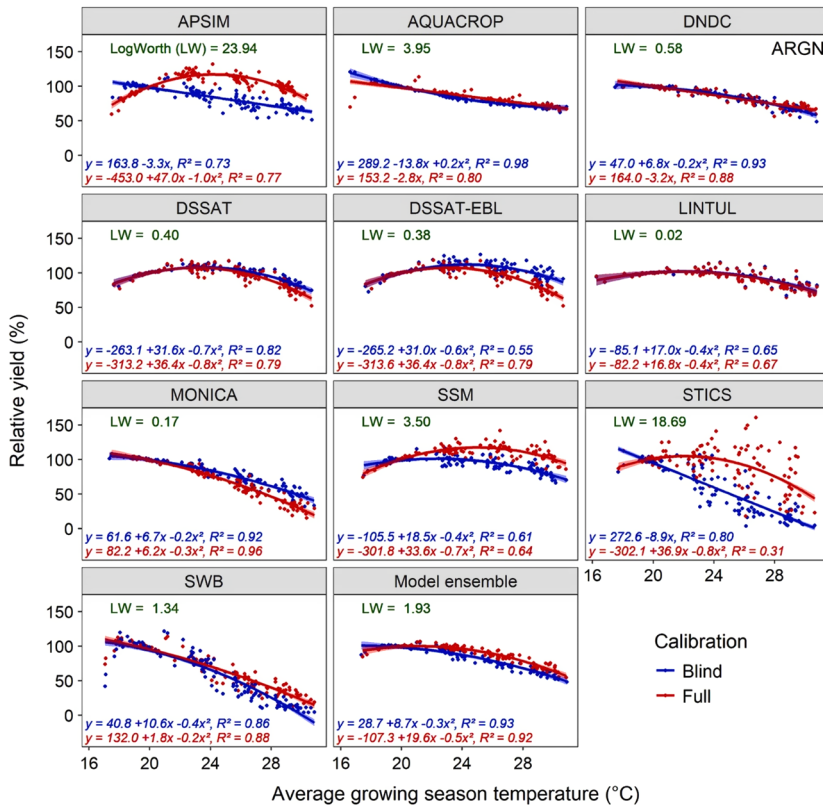 APSIM AQUACROP DNDC
LogWorth (LW) = 23.94 LW = 3.95 LW = 0.58 ARGN
150
100
50
0
y = 163.8 -3.3x, R² = 0.73 y = 289.2 -13.8x +0.2x², R² = 0.98 y = 47.0 +6.8x -0.2x², R² = 0.93
y = -453.0 +47.0x -1.0x², R² = 0.77 y = 153.2 -2.8x, R² = 0.80 y = 164.0 -3.2x, R² = 0.88
DSSAT DSSAT-EBL LINTUL
LW = 0.40 LW = 0.38 LW = 0.02
150
100
50
0
y = -263.1 +31.6x -0.7x², R² = 0.82 y = -265.2 +31.0x -0.6x², R² = 0.55 y = -85.1 +17.0x -0.4x², R² = 0.65
y = -313.2 +36.4x -0.8x², R² = 0.79 y = -313.6 +36.4x -0.8x², R² = 0.79 y = -82.2 +16.8x -0.4x², R² = 0.67
Relative yield (%)
MONICA SSM STICS
LW = 0.17 LW = 3.50 LW = 18.69
150
100
50
0
y = 61.6 +6.7x -0.2x², R² = 0.92 y = -105.5 +18.5x -0.4x², R² = 0.61 y = 272.6 -8.9x, R² = 0.80
y = 82.2 +6.2x -0.3x², R² = 0.96 y = -301.8 +33.6x -0.7x², R² = 0.64 y = -302.1 +36.9x -0.8x², R² = 0.31
16 20 24 28
SWB Model ensemble
LW = 1.34 LW = 1.93
150
100
50
0
y = 40.8 +10.6x -0.4x², R² = 0.86 y = 28.7 +8.7x -0.3x², R² = 0.93
y = 132.0 +1.8x -0.2x², R² = 0.88 y = -107.3 +19.6x -0.5x², R² = 0.92
16 20 24 28 16 20 24 28
Calibration
Blind
Full
Average growing season temperature (°C)